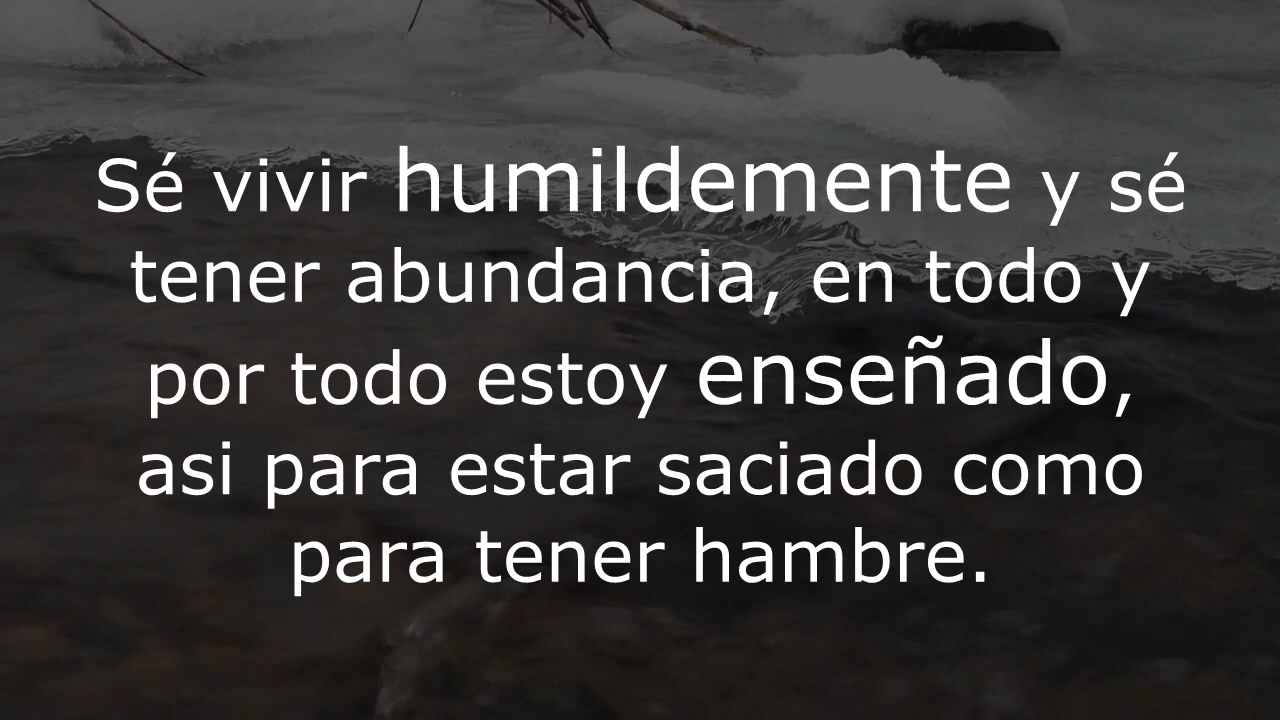 Sé vivir humildemente y sé
tener abundancia, en todo y
por todo estoy enseñado,
asi para estar saciado como
para tener hambre.